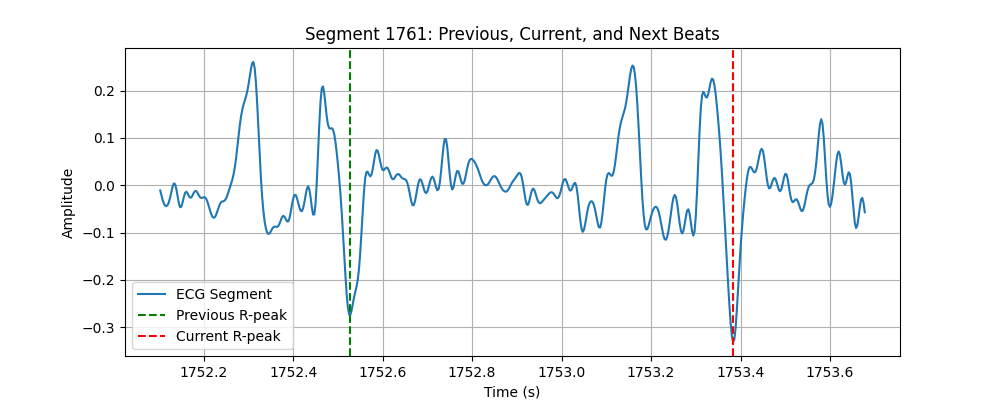 Segment 1761: Previous, Current, and Next Beats
Amplitude
0.2
0.1
0.0
−0.1
−0.2
−0.3
ECG Segment
Previous R-peak
Current R-peak
1752.2 1752.4 1752.6 1752.8 1753.0 1753.2 1753.4 1753.6
Time (s)